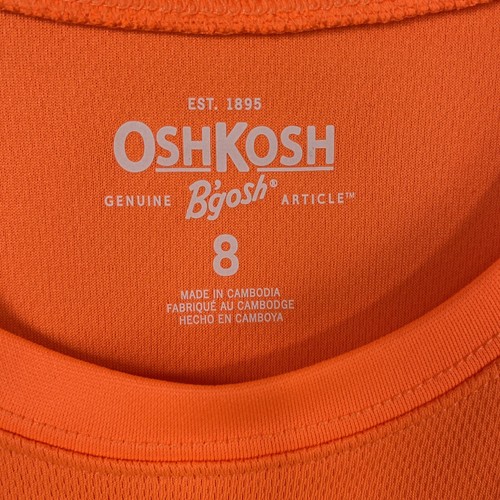 EST. 1895
OSHKOSH
GENUINE B'gosh® ARTICLE™
8
MADE IN CAMBODIA
FABRIQUÉ AU CAMBODGE
HECHO EN CAMBOYA